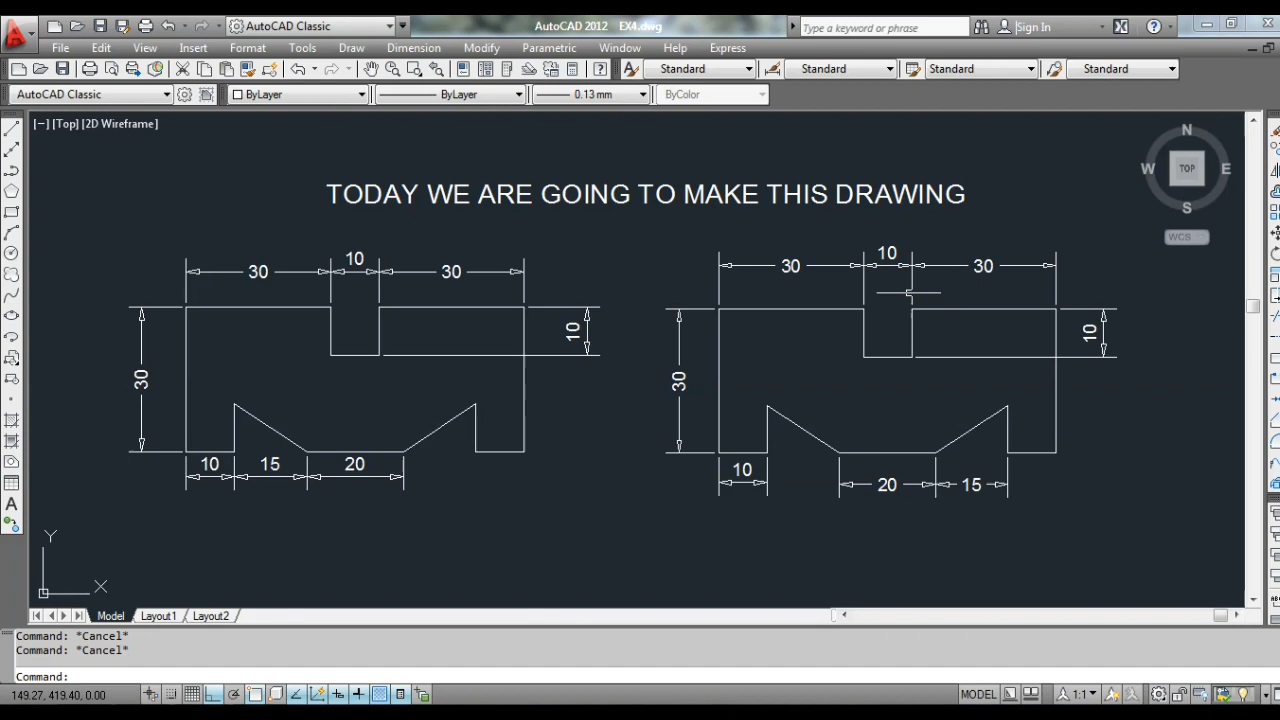 AutoCAD Classic AutoCAD 2012 EX4.dwg Type a keyword or phrase Sign In
File Edit View Insert Format Tools Draw Dimension Modify Parametric Window Help Express
Standard Standard Standard Standard
AutoCAD Classic ByLayer ByLayer 0.13 mm ByColor
[−] [Top] [2D Wireframe]
N
W TOP E
S
WCS
TODAY WE ARE GOING TO MAKE THIS DRAWING
30 10 30 30 10 30
10 10
30 30
10 15 20 10 20 15
Y
X
Model Layout1 Layout2
Command: *Cancel*
Command: *Cancel*
Command:
149.27, 419.40, 0.00 MODEL 1:1